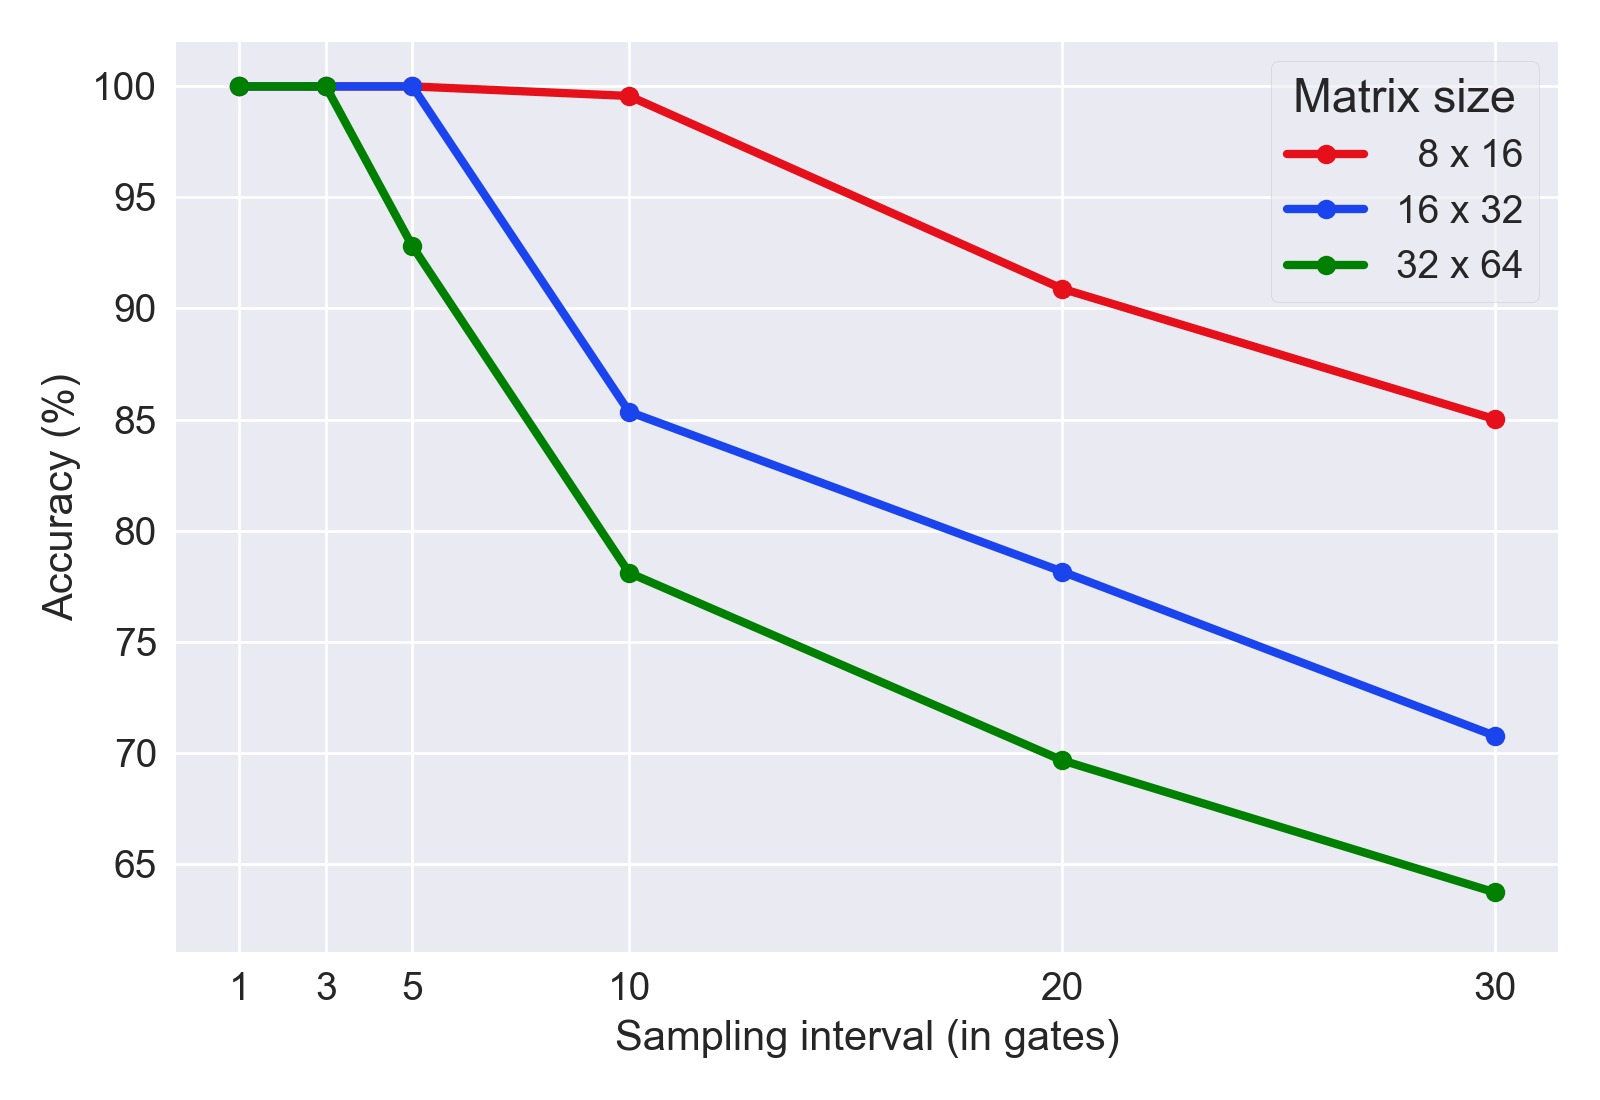 Matrix size
8 x 16
16 x 32
32 x 64
Accuracy (%)
100
95
90
85
80
75
70
65
1 3 5 10 20 30
Sampling interval (in gates)